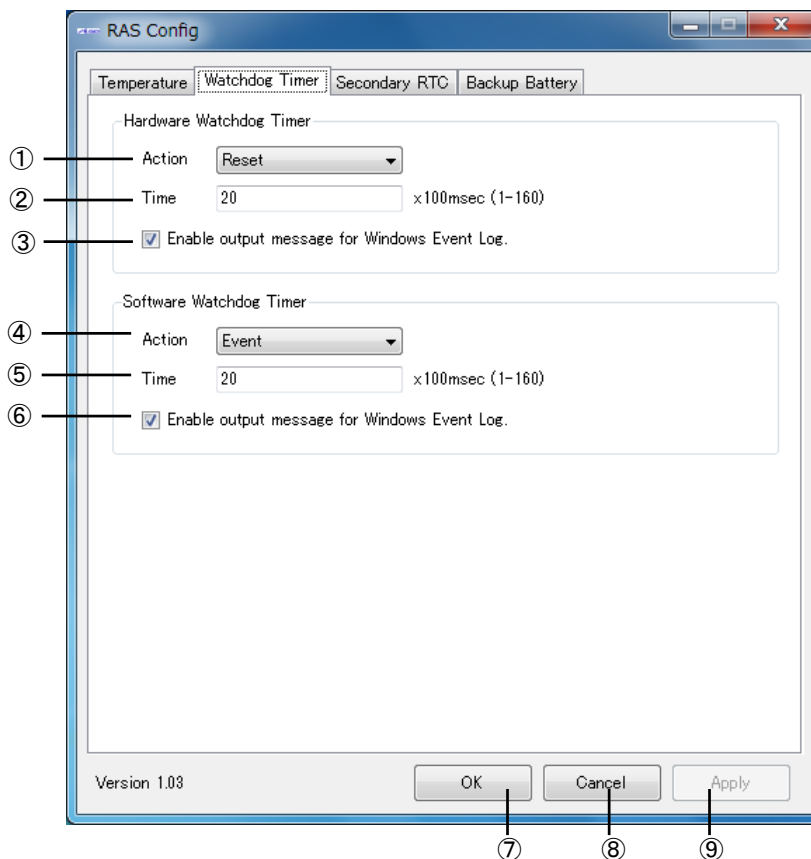 RAS Config
Temperature Watchdog Timer Secondary RTC Backup Battery
Hardware Watchdog Timer
① Action Reset
② Time 20 x100msec (1-160)
③ Enable output message for Windows Event Log.
Software Watchdog Timer
④ Action Event
⑤ Time 20 x100msec (1-160)
⑥ Enable output message for Windows Event Log.
Version 1.03 OK Cancel Apply
⑦ ⑧ ⑨